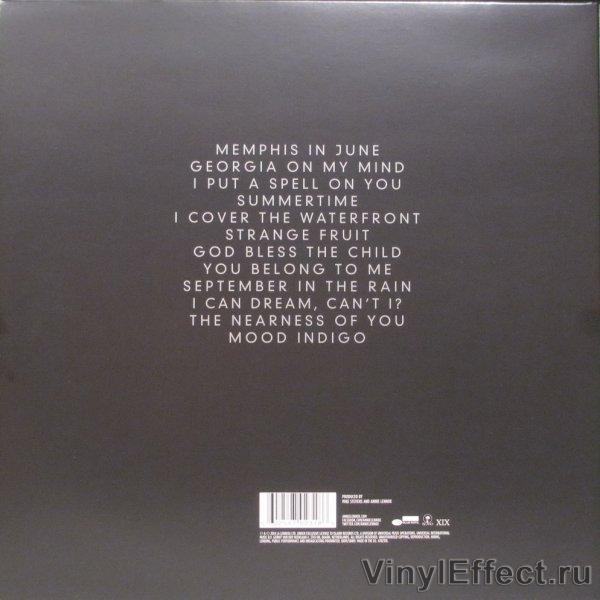 MEMPHIS IN JUNE
GEORGIA ON MY MIND
I PUT A SPELL ON YOU
SUMMERTIME
I COVER THE WATERFRONT
STRANGE FRUIT
GOD BLESS THE CHILD
YOU BELONG TO ME
SEPTEMBER IN THE RAIN
I CAN DREAM, CAN'T I?
THE NEARNESS OF YOU
MOOD INDIGO
PRODUCED BY
MIKE STEVENS AND ANNIE LENNOX
XIX
VinylEffect.ru